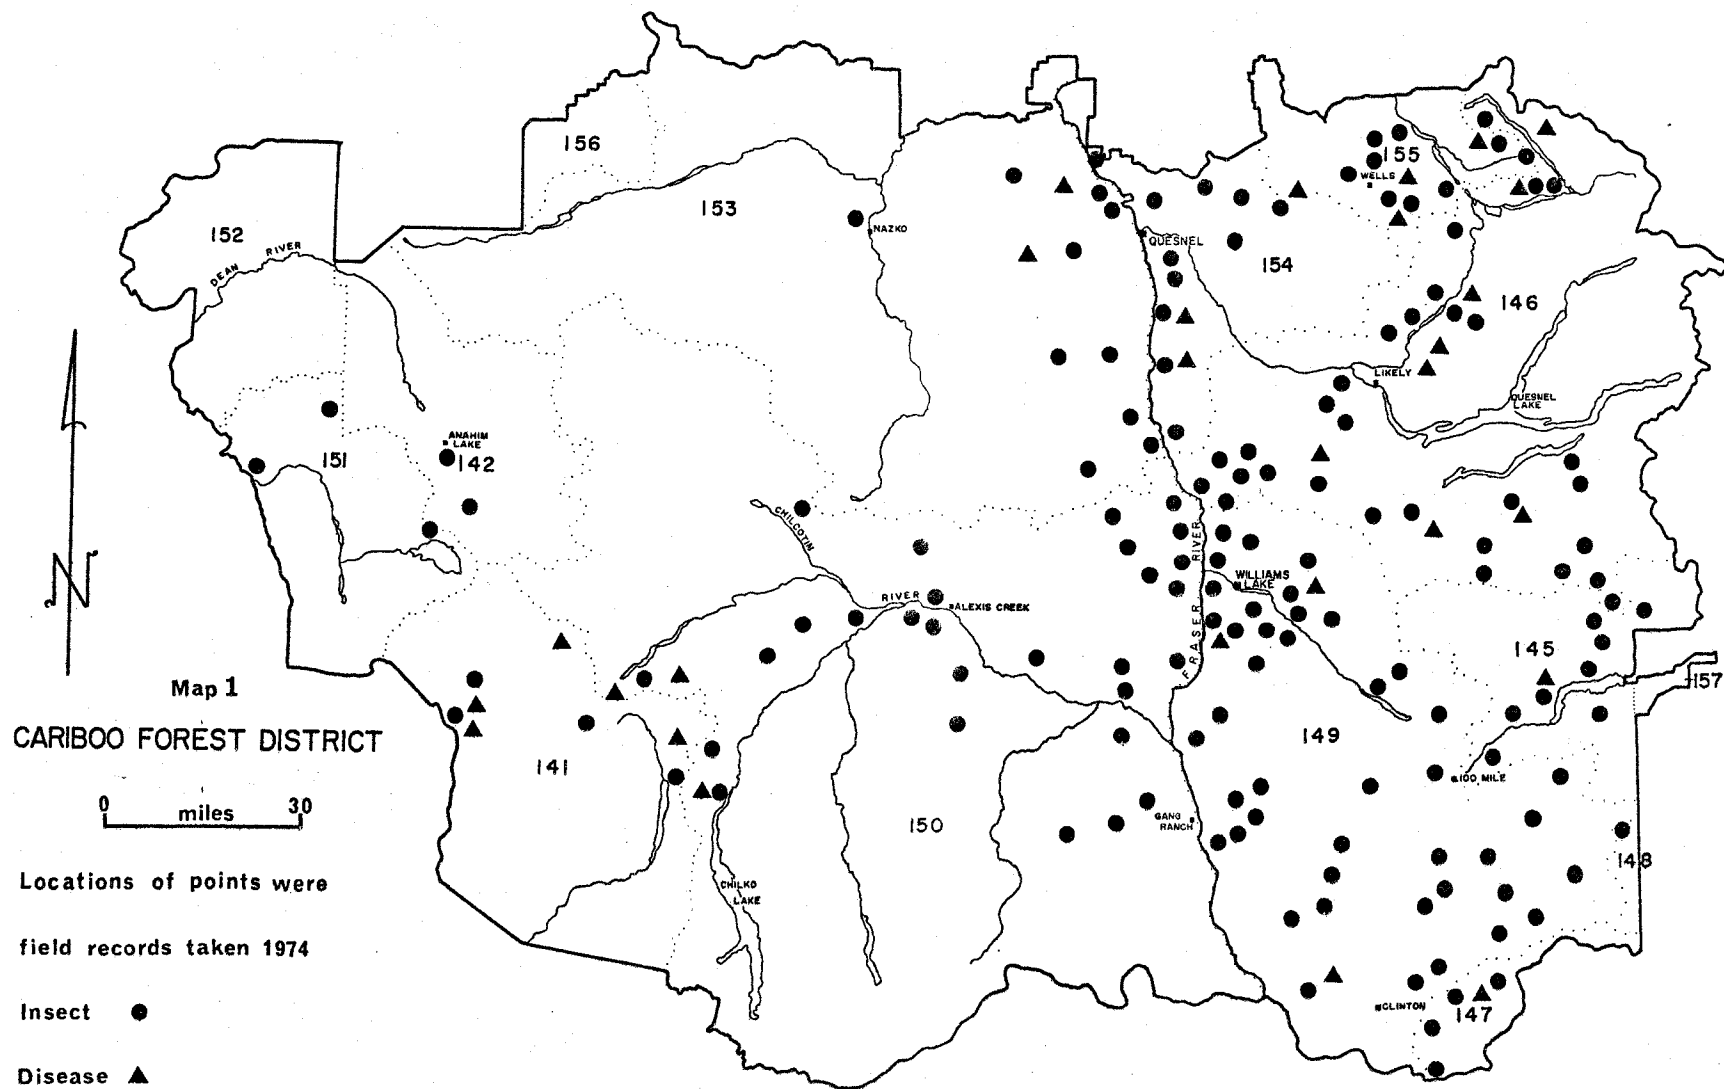 156
155
WELLS
153
152
NAZKO
DEAN RIVER
QUESNEL
154
146
LIKELY
QUESNEL
LAKE
ANAHIM
LAKE
151
142
CHILCOTIN
FRASER RIVER
WILLIAMS
LAKE
RIVER
ALEXIS CREEK
145
157
Map 1
CARIBOO FOREST DISTRICT
0 30
miles
141
149
100 MILE
150
GANG
RANCH
148
Locations of points were
field records taken 1974
CHILKO
LAKE
Insect
CLINTON
147
Disease
N